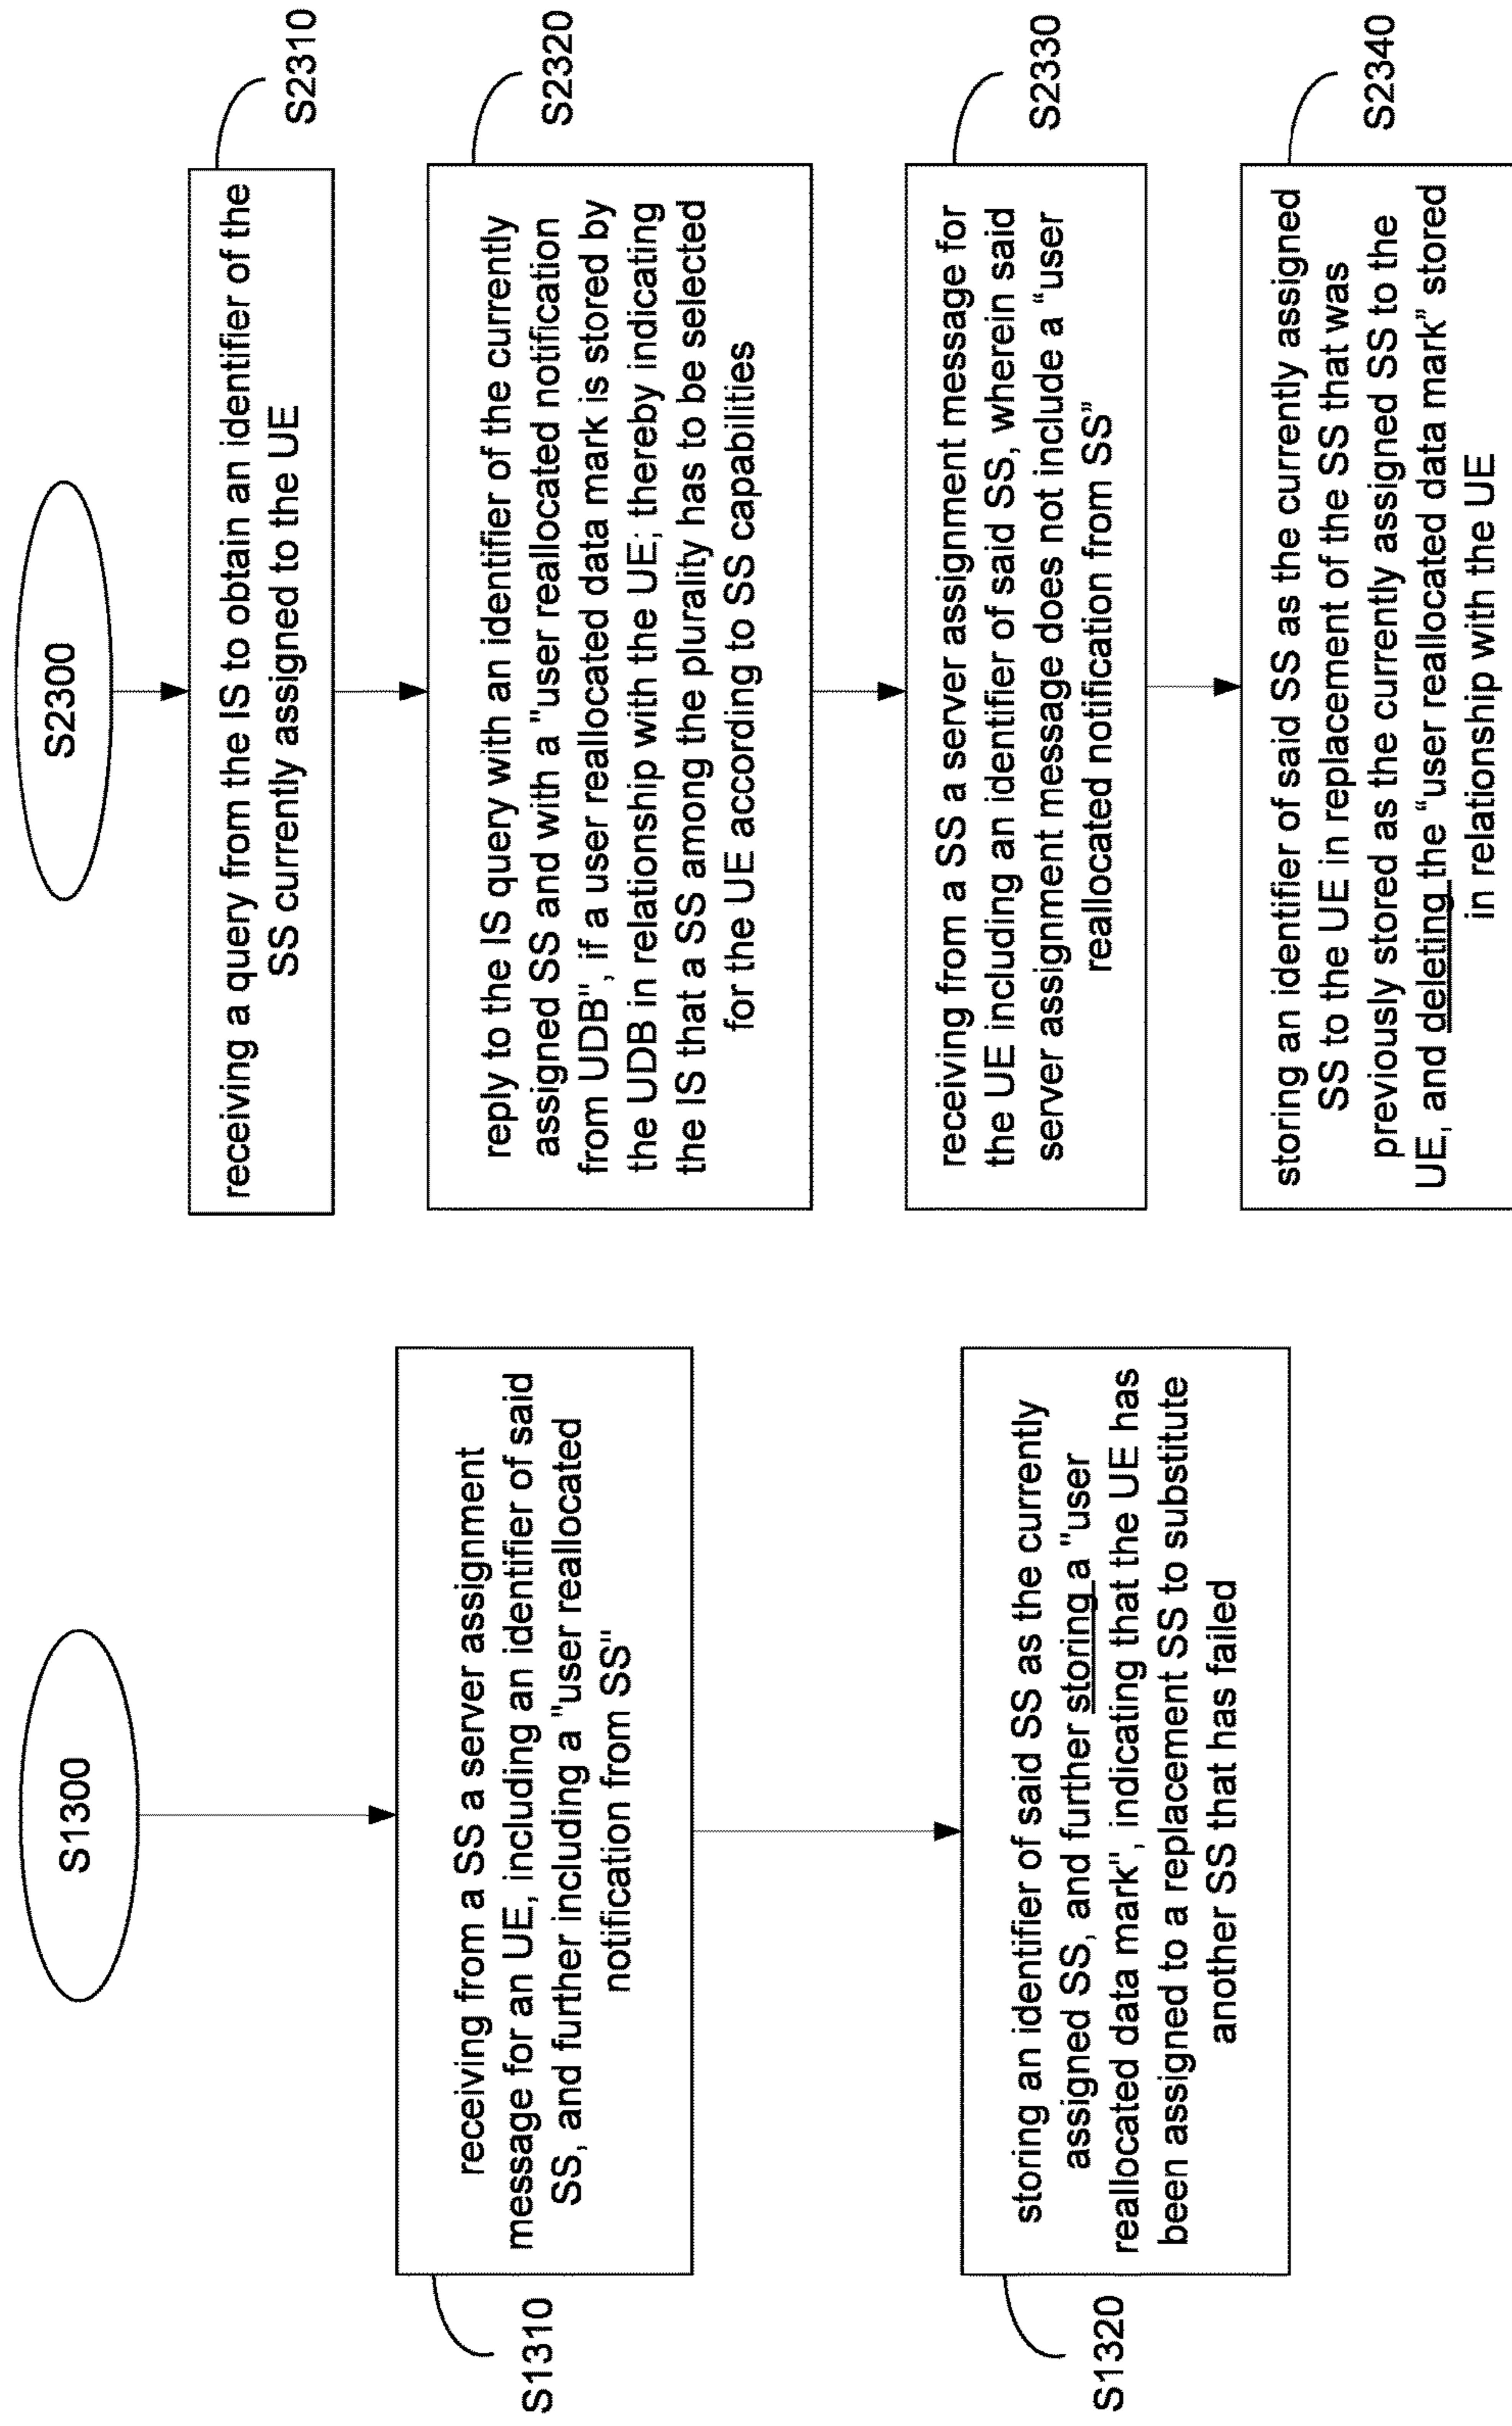 S1300
S1310
receiving from a SS a server assignment
message for an UE, including an identifier of said
SS, and further including a "user reallocated
notification from SS"
S1320
storing an identifier of said SS as the currently
assigned SS, and further storing a "user
reallocated data mark", indicating that the UE has
been assigned to a replacement SS to substitute
another SS that has failed
S2300
receiving a query from the IS to obtain an identifier of the
SS currently assigned to the UE
S2310
reply to the IS query with an identifier of the currently
assigned SS and with a "user reallocated notification
from UDB", if a user reallocated data mark is stored by
the UDB in relationship with the UE; thereby indicating
the IS that a SS among the plurality has to be selected
for the UE according to SS capabilities
S2320
receiving from a SS a server assignment message for
the UE including an identifier of said SS, wherein said
server assignment message does not include a “user
reallocated notification from SS”
S2330
storing an identifier of said SS as the currently assigned
SS to the UE in replacement of the SS that was
previously stored as the currently assigned SS to the
UE, and deleting the “user reallocated data mark” stored
in relationship with the UE
S2340